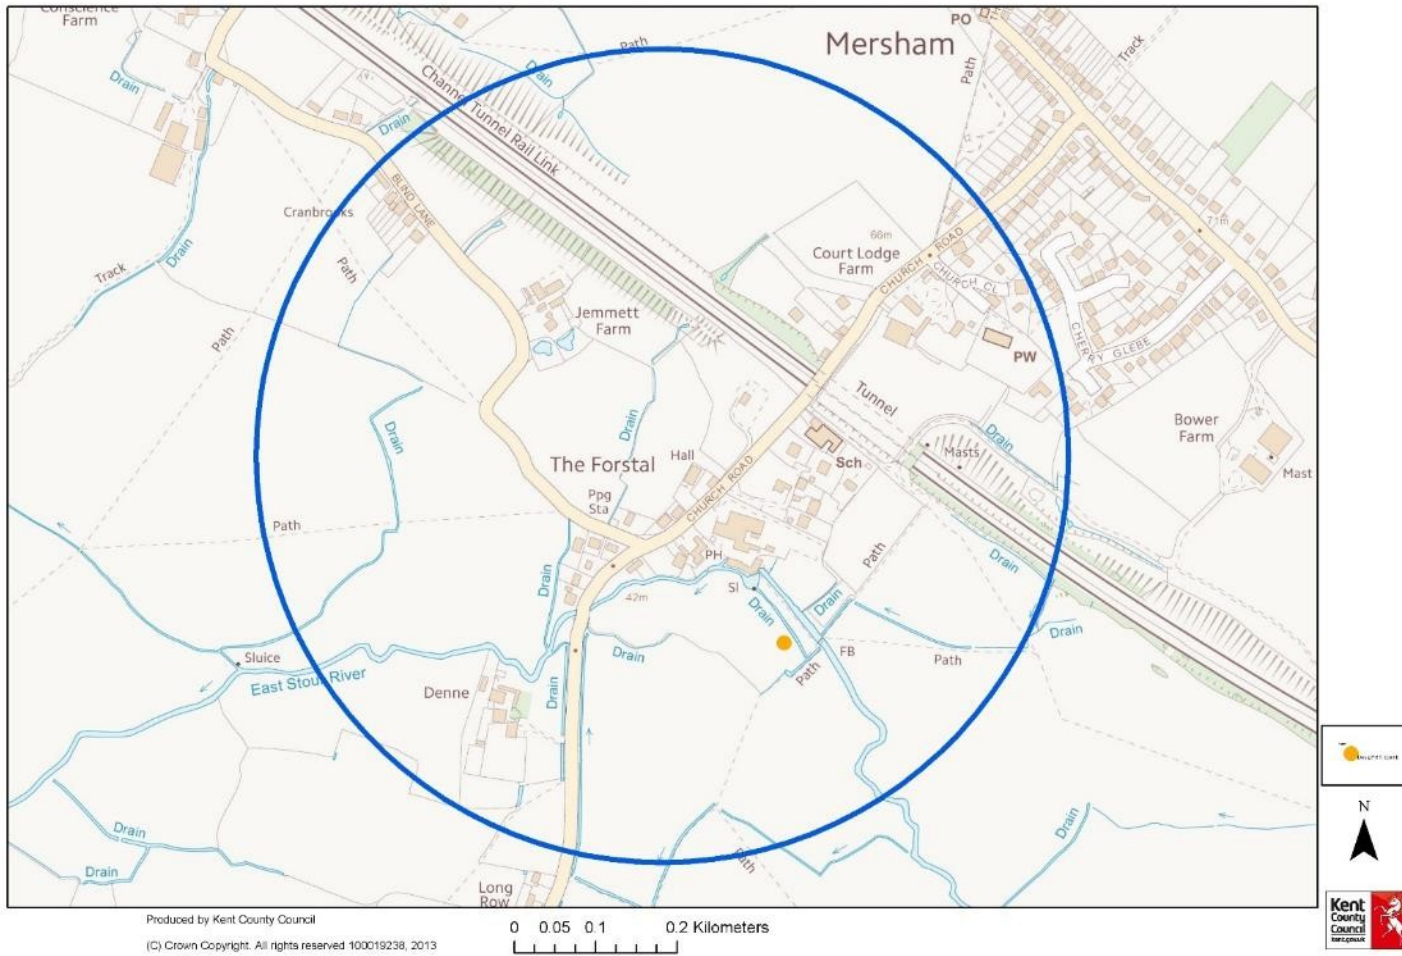 Conscience
Farm
Drain
Path
Drain
Channel Tunnel Rail Link
Drain
Mersham
PO
Path
Track
Drain
Track
Cranbrooks
BLIND LANE
Path
Path
Jemmett
Farm
66m
Court Lodge
Farm
CHURCH ROAD
CHURCH CL
71m
CHERRY GLEBE
PW
Tunnel
Bower
Farm
Mast
Drain
Masts
Drain
Drain
The Forstal
Hall
Sch
CHURCH ROAD
Ppg
Sta
Path
PH
Path
Drain
Drain
42m
Sl
Drain
Drain
Drain
FB
Path
Path
Drain
Sluice
East Stour River
Denne
Drain
Drain
Drain
Drain
Path
Long
Row
Produced by Kent County Council
(C) Crown Copyright. All rights reserved 100019238, 2013
0 0.05 0.1 0.2 Kilometers
N
Kent
County
Council
kent.gov.uk